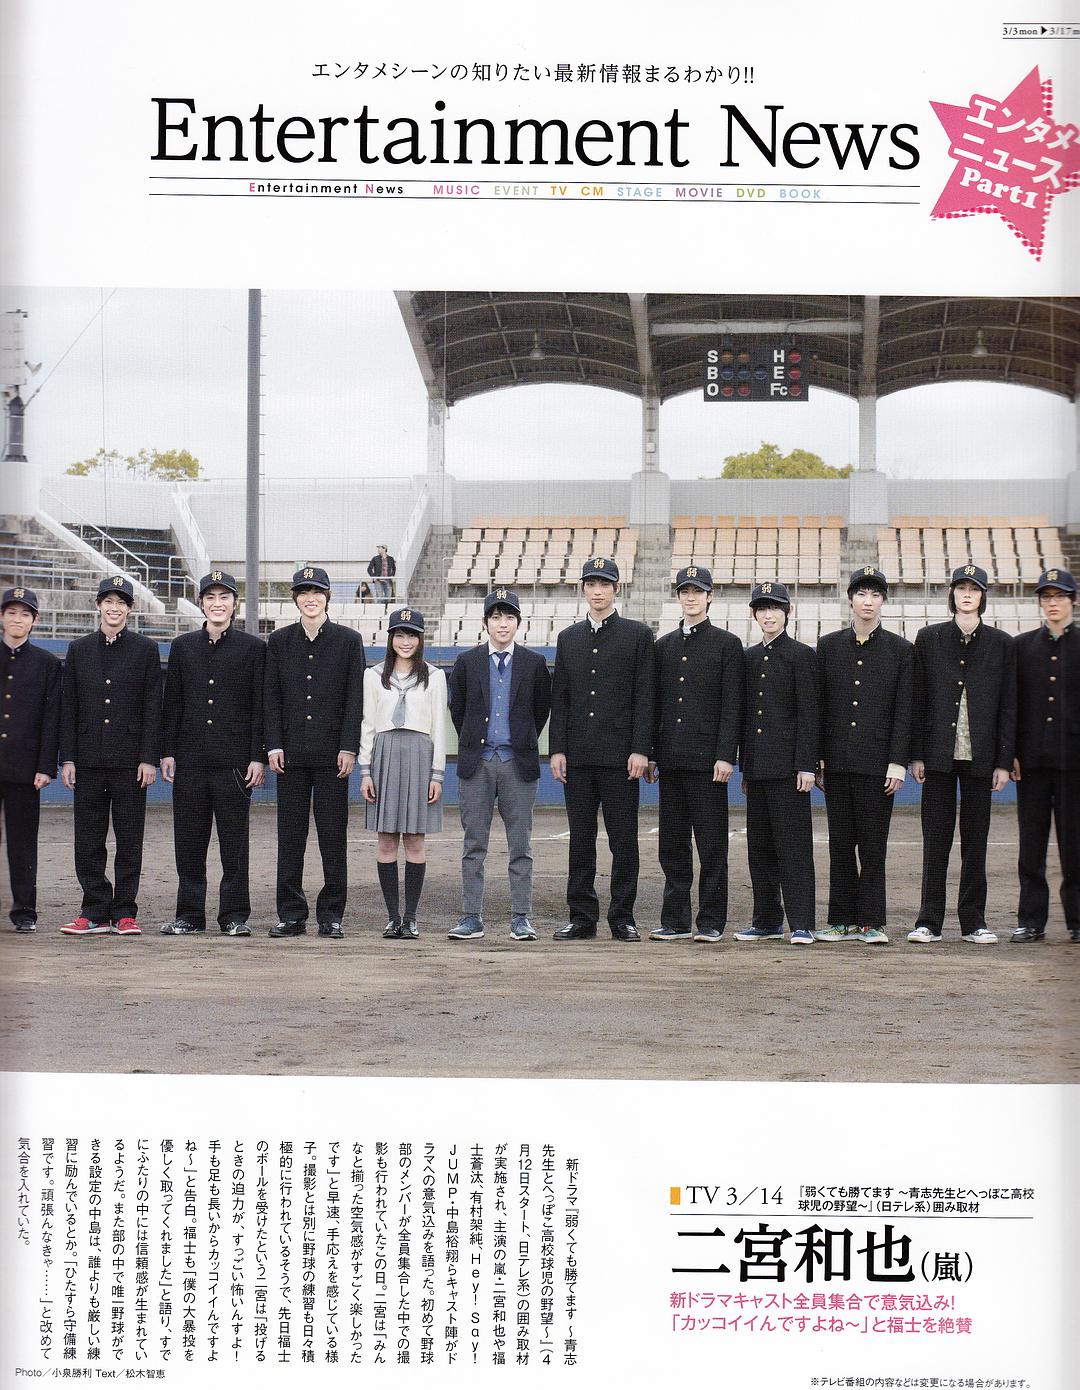 3/3mon▶3/17m
エンタメシーンの知りたい最新情報まるわかり!!
Entertainment News
エンタメ
ニュース
Part1
Entertainment News MUSIC EVENT TV CM STAGE MOVIE DVD BOOK
S H
B E
O Fc
TV 3／14
『弱くても勝てます ～青志先生とへっぽこ高校
球児の野望～』（日テレ系）囲み取材
二宮和也（嵐）
新ドラマキャスト全員集合で意気込み!
「カッコイイんですよね～」と福士を絶賛
新ドラマ『弱くても勝てます ～青志
先生とへっぽこ高校球児の野望～』（4
月12日スタート、日テレ系）の囲み取材
が実施され、主演の嵐・二宮和也や福
士蒼汰、有村架純、Hey! Say!
JUMP・中島裕翔らキャスト陣がド
ラマへの意気込みを語った。初めて野球
部のメンバーが全員集合した中での撮
影も行われていたこの日。二宮は「みん
なと揃った空気感がすごく楽しかった
です」と早速、手応えを感じている様
子。撮影とは別に野球の練習も日々積
極的に行われているそうで、先日福士
のボールを受けたという二宮は「投げる
ときの迫力が、すっごい怖いんすよ！
手も足も長いからカッコイイんですよ
ね～」と告白。福士も「僕の大暴投を
優しく取ってくれました」と語り、すで
にふたりの中には信頼感が生まれてい
るようだ。また部の中で唯一野球がで
きる設定の中島は、誰よりも厳しい練
習に励んでいるとか。「ひたすら守備練
習です。頑張んなきゃ……」と改めて
気合を入れていた。
Photo／小泉勝利 Text／松木智恵
※テレビ番組の内容などは変更になる場合があります。